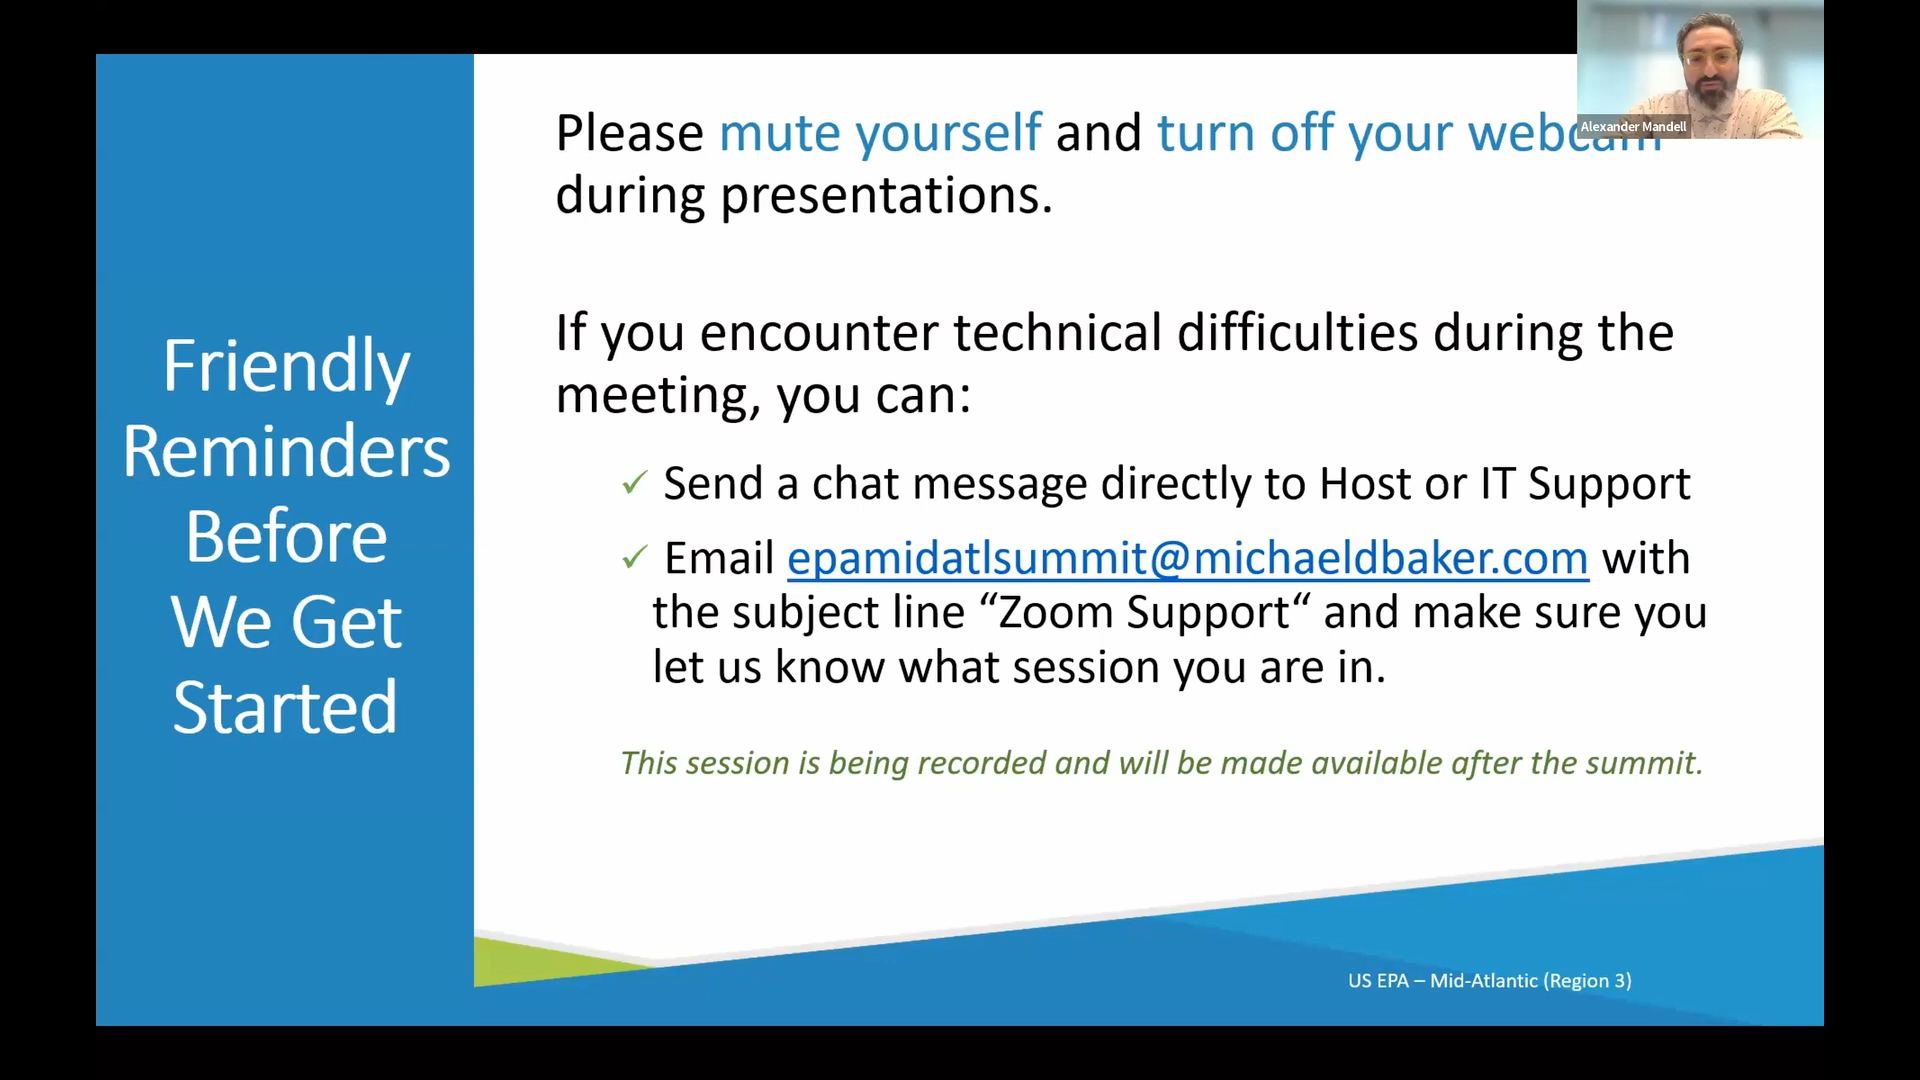 Friendly
Reminders
Before
We Get
Started
Please mute yourself and turn off your webcam
during presentations.
If you encounter technical difficulties during the
meeting, you can:
✓ Send a chat message directly to Host or IT Support
✓ Email epamidatlsummit@michaeldbaker.com with
the subject line “Zoom Support“ and make sure you
let us know what session you are in.
This session is being recorded and will be made available after the summit.
US EPA – Mid-Atlantic (Region 3)
Alexander Mandell